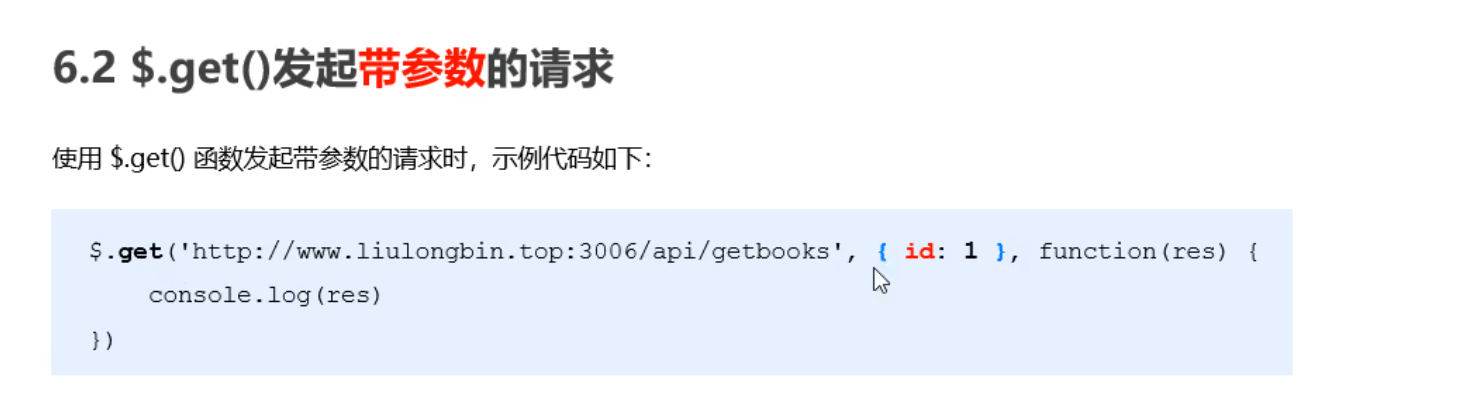 6.2 $.get()发起带参数的请求
使用 $.get() 函数发起带参数的请求时，示例代码如下：
$.get('http://www.liulongbin.top:3006/api/getbooks', { id: 1 }, function(res) {
    console.log(res)
})